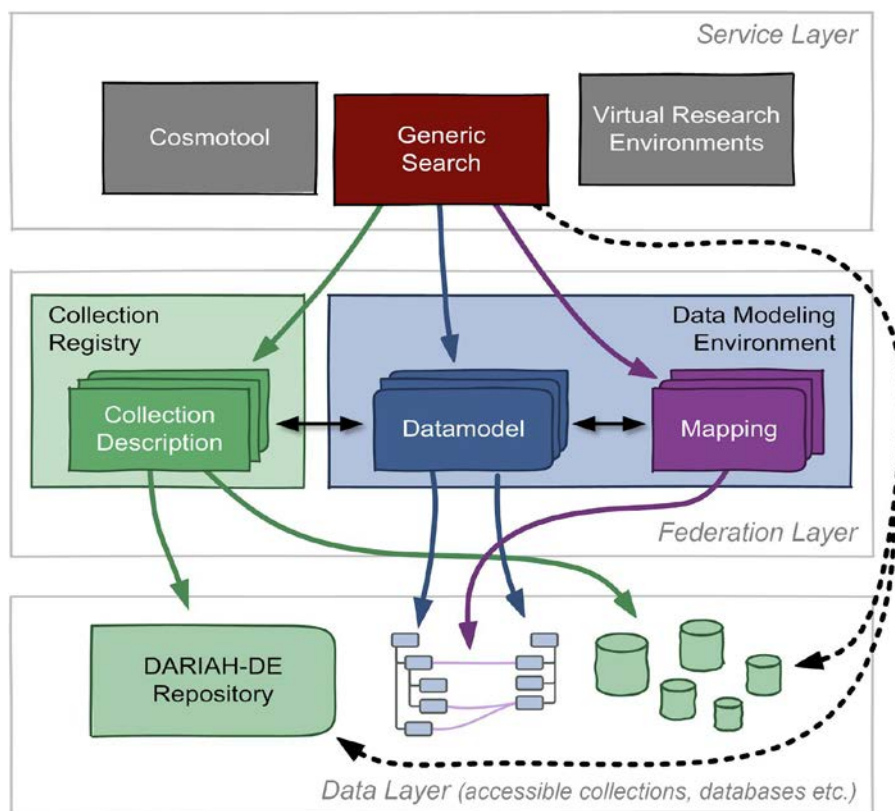 Service Layer
Cosmotool
Generic
Search
Virtual Research
Environments
Collection
Registry
Data Modeling
Environment
Collection
Description
Datamodel
Mapping
Federation Layer
DARIAH-DE
Repository
Data Layer (accessible collections, databases etc.)